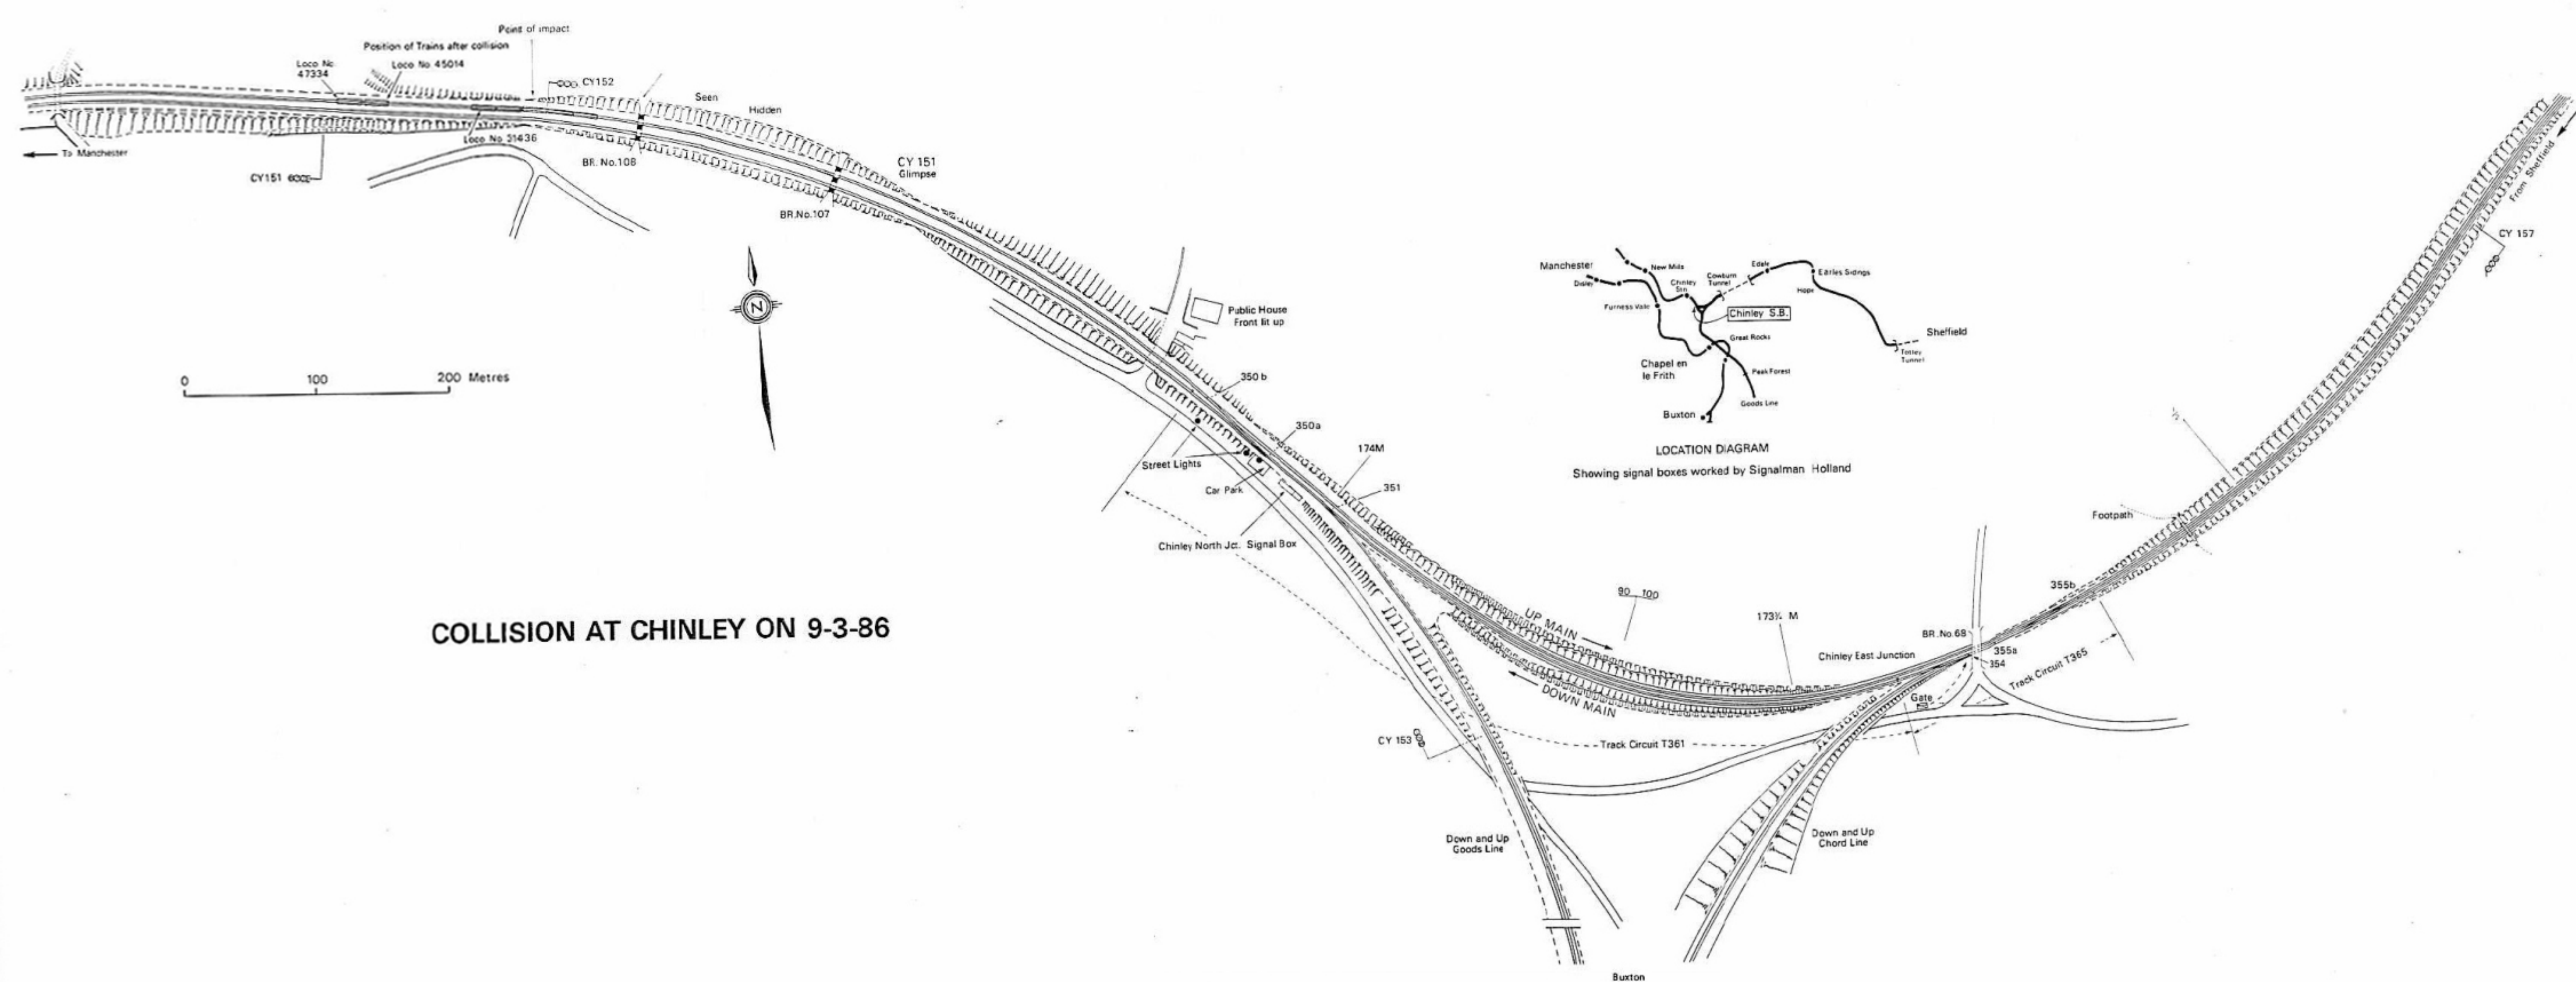 Point of impact
Position of Trains after collision
Loco No
47334
Loco No 45014
CY152
Seen
Hidden
To Manchester
Loco No 51436
BR. No.108
CY151
CY 151
Glimpse
BR.No.107
From Sheffield
CY 157
N
Public House
Front lit up
0 100 200 Metres
350 b
350a
174M
351
Street Lights
Car Park
Chinley North Jct. Signal Box
Manchester
Disley
New Mills
Furness Vale
Chinley
Stn
Cowburn
Tunnel
Edale
Earles Sidings
Hope
Chinley S.B.
Great Rocks
Sheffield
Totley
Tunnel
Chapel en
le Frith
Peak Forest
Goods Line
Buxton
LOCATION DIAGRAM
Showing signal boxes worked by Signalman Holland
Footpath
½
COLLISION AT CHINLEY ON 9-3-86
90 100
UP MAIN
DOWN MAIN
173¾ M
Chinley East Junction
BR.No.68
355b
355a
354
Track Circuit T365
Gate
CY 153
Track Circuit T361
Down and Up
Goods Line
Down and Up
Chord Line
Buxton